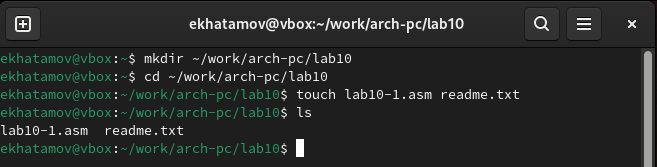 ekhatamov@vbox:~/work/arch-pc/lab10
ekhatamov@vbox:~$ mkdir ~/work/arch-pc/lab10
ekhatamov@vbox:~$ cd ~/work/arch-pc/lab10
ekhatamov@vbox:~/work/arch-pc/lab10$ touch lab10-1.asm readme.txt
ekhatamov@vbox:~/work/arch-pc/lab10$ ls
lab10-1.asm  readme.txt
ekhatamov@vbox:~/work/arch-pc/lab10$